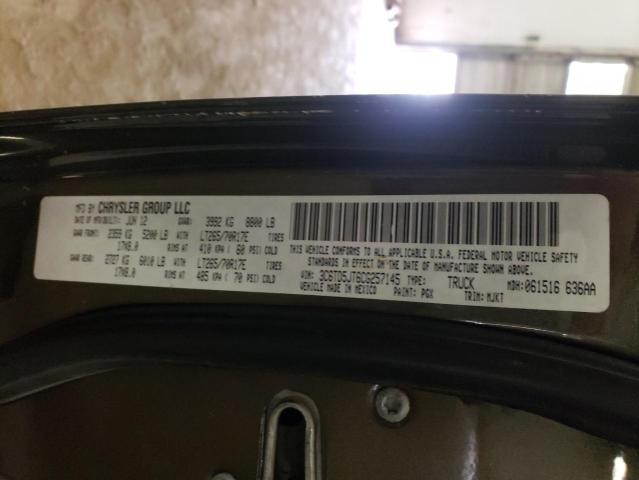 MFD BY CHRYSLER GROUP LLC
DATE OF MFR/BUILT: JUN 12 GVWR: 3992 KG 8800 LB
GAWR FRONT: 2359 KG 5200 LB WITH LT265/70R17E TIRES
17X8.0 RIMS AT 410 KPA( 60 PSI) COLD
GAWR REAR: 2727 KG 6010 LB WITH LT265/70R17E TIRES
17X8.0 RIMS AT 485 KPA( 70 PSI) COLD
THIS VEHICLE CONFORMS TO ALL APPLICABLE U.S.A. FEDERAL MOTOR VEHICLE SAFETY
STANDARDS IN EFFECT ON THE DATE OF MANUFACTURE SHOWN ABOVE.
VIN: 3C6TD5JT6CG257145 TYPE: TRUCK MDH: 061516 636AA
VEHICLE MADE IN MEXICO PAINT: PGX TRIM: MJKT